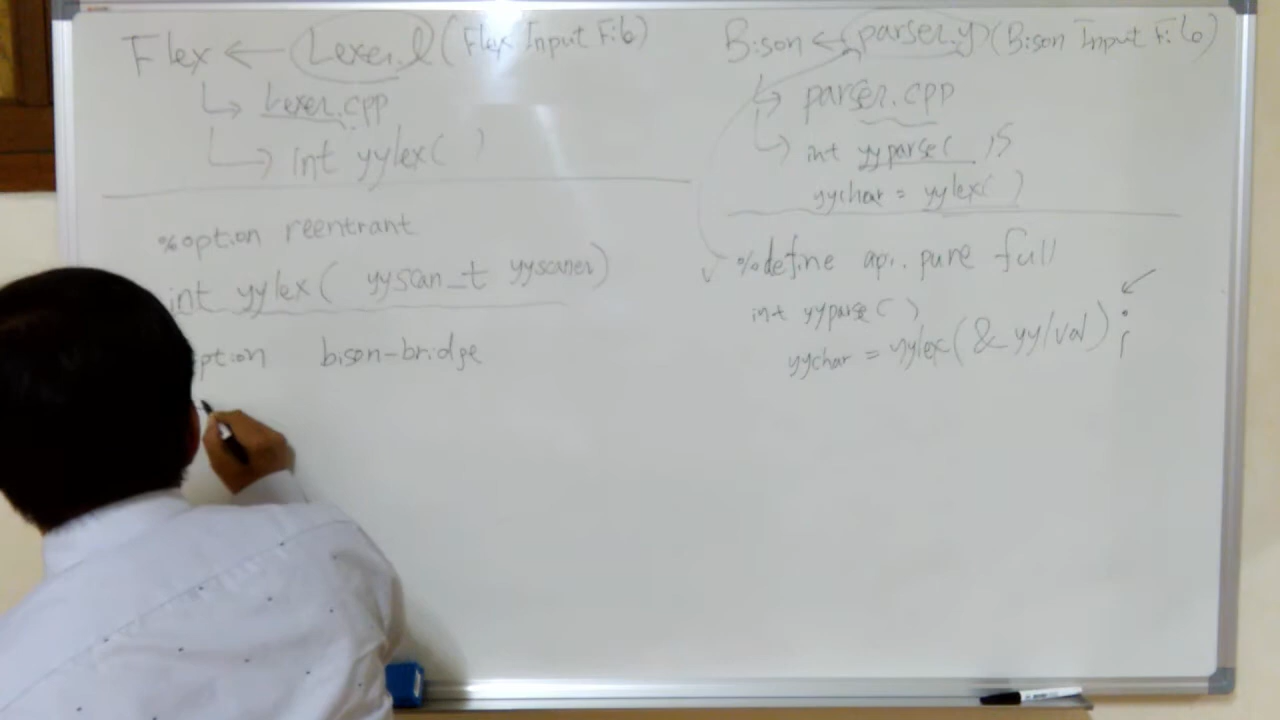 Flex ← Lexer.l (Flex Input File)
↳ Lexer.cpp
↳ int yylex( )
%option reentrant
int yylex( yyscan_t yyscaner)
ption bison-bridge
Bison ← parser.y (Bison Input File)
↳ parser.cpp
↳ int yyparse( )
yychar = yylex( )
%define api.pure full
int yyparse( )
yychar = yylex(& yylval) ;